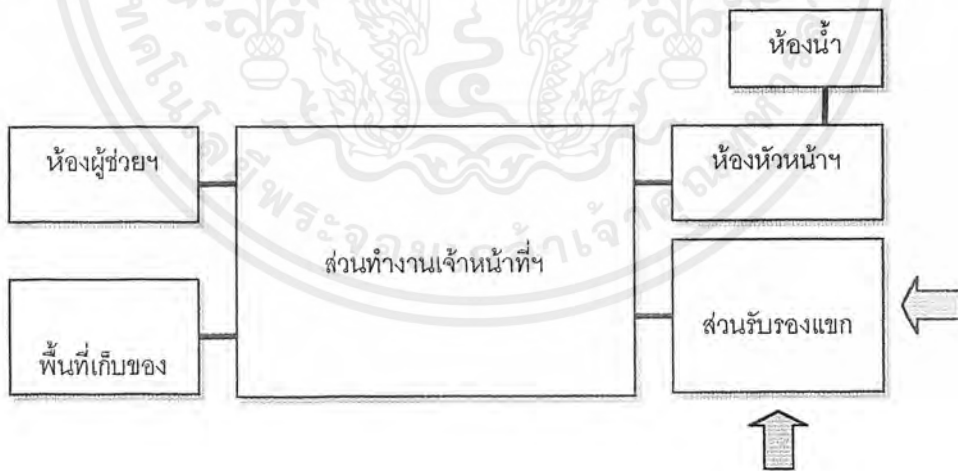 ห้องน้ำ
ห้องผู้ช่วยฯ
ห้องหัวหน้าฯ
ส่วนทำงานเจ้าหน้าที่ฯ
ส่วนรับรองแขก
พื้นที่เก็บของ